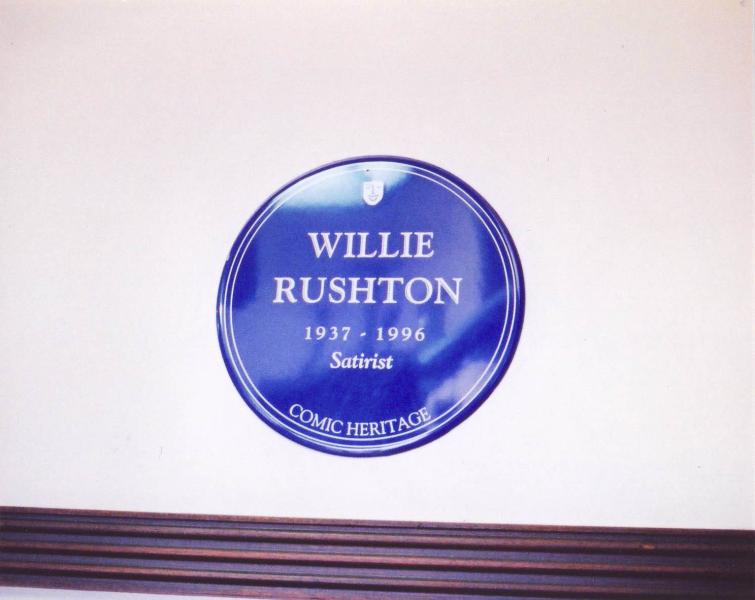 WILLIE
RUSHTON
1937 - 1996
Satirist
COMIC HERITAGE